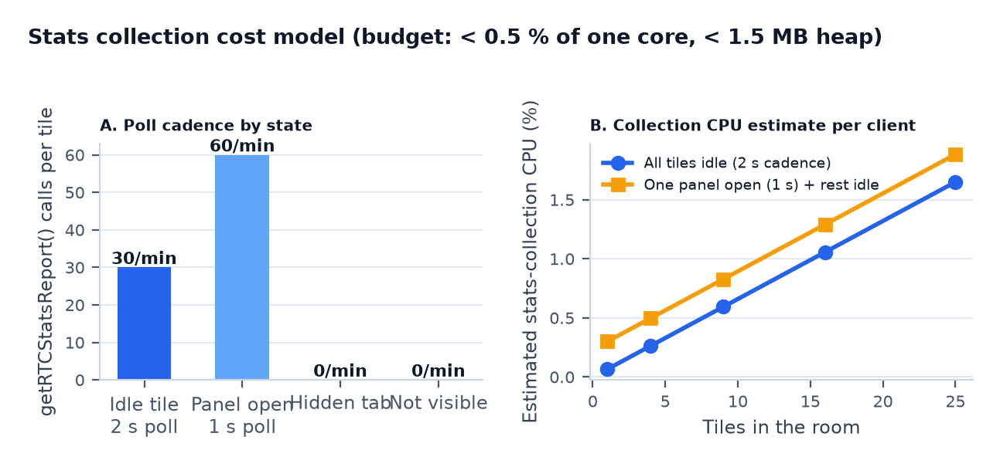 Stats collection cost model (budget: < 0.5 % of one core, < 1.5 MB heap)
A. Poll cadence by state
getRTCStatsReport() calls per tile
60
50
40
30
20
10
0
30/min
60/min
0/min
0/min
Idle tile
2 s poll
Panel open
1 s poll
Hidden tab
Not visible
B. Collection CPU estimate per client
Estimated stats-collection CPU (%)
All tiles idle (2 s cadence)
One panel open (1 s) + rest idle
1.5
1.0
0.5
0.0
0
5
10
15
20
25
Tiles in the room